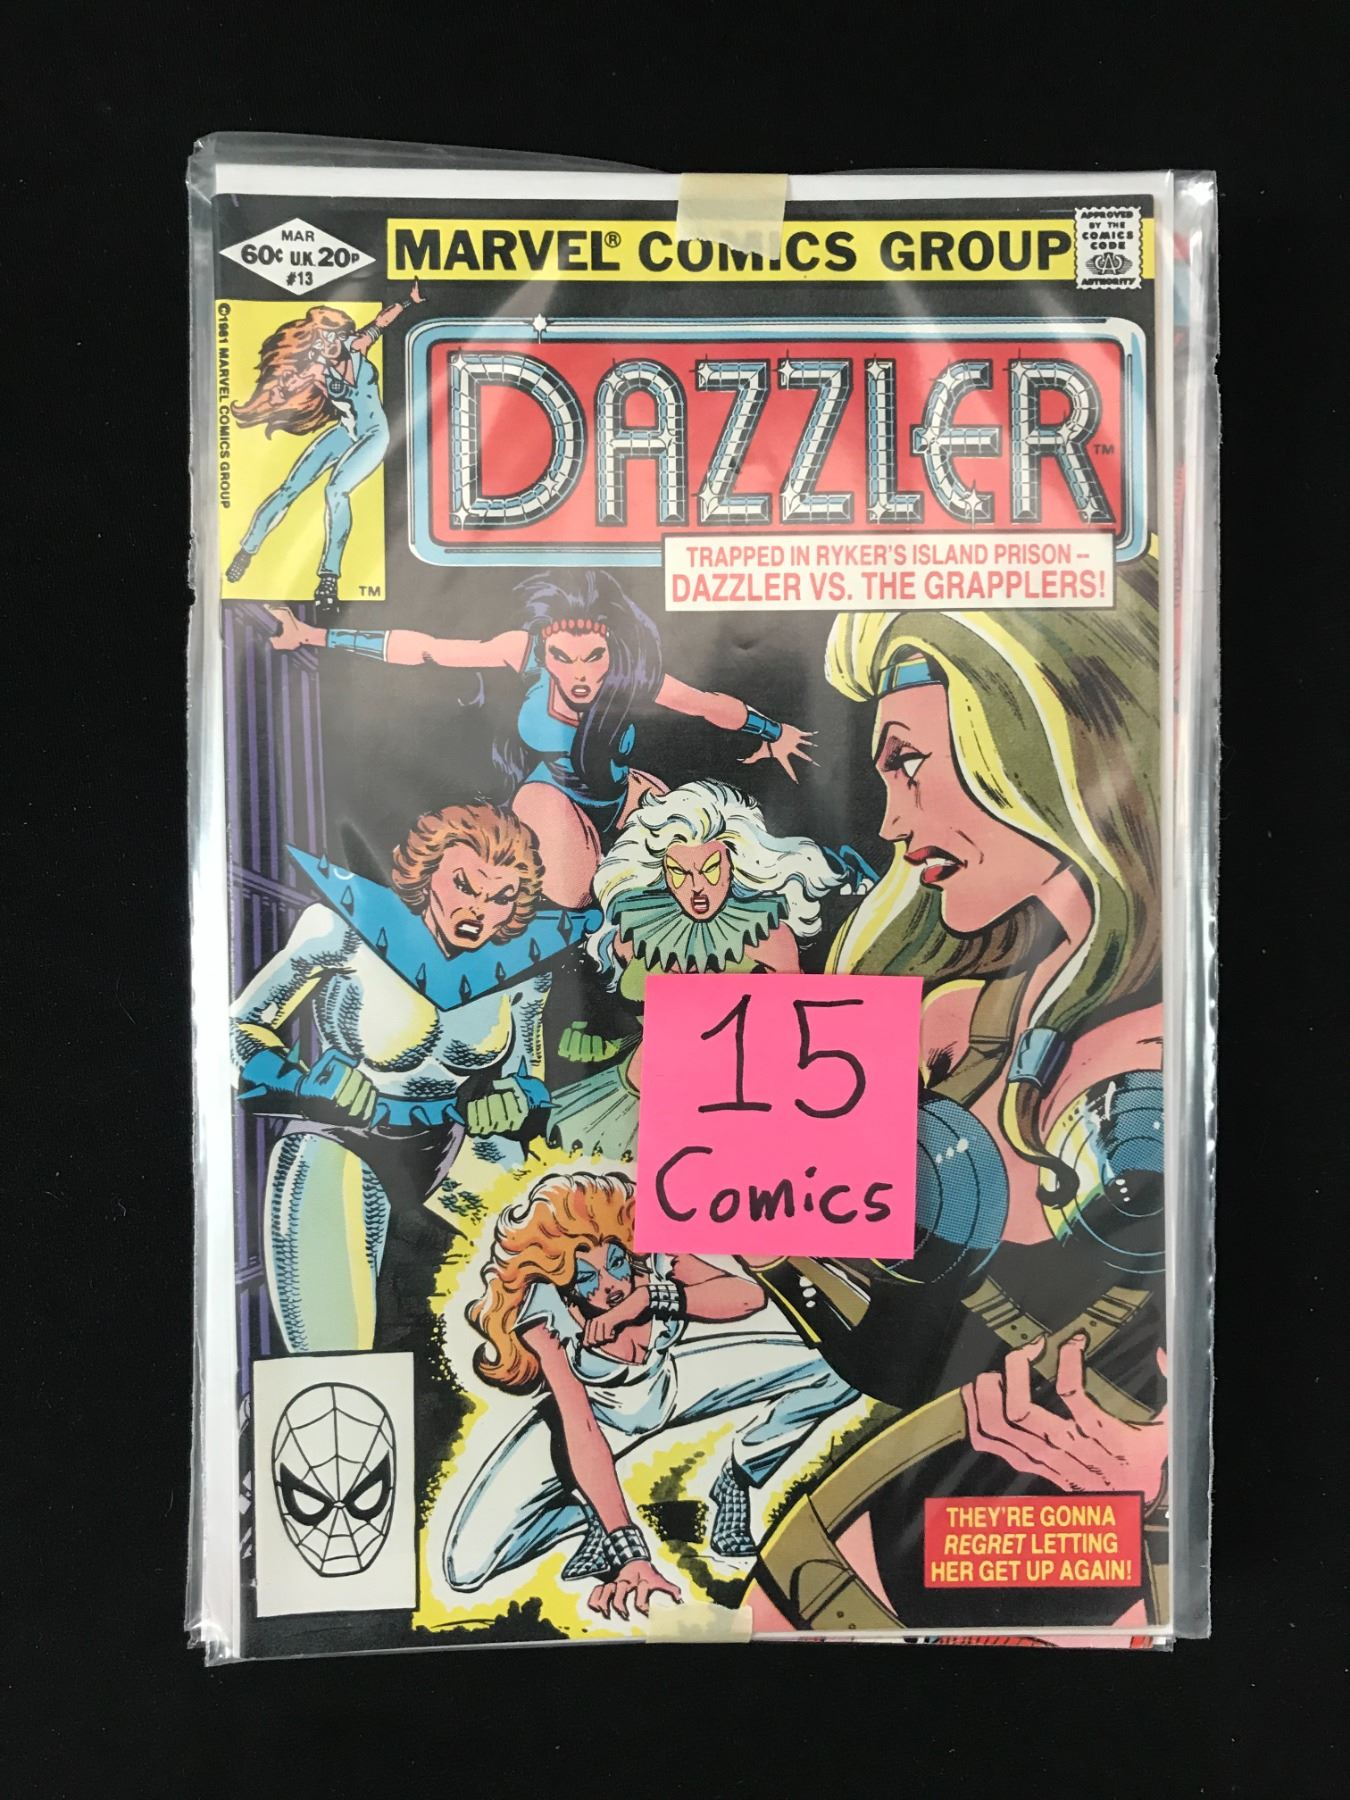 MAR
60¢ U.K. 20p
#13
MARVEL® COMICS GROUP
APPROVED
BY THE
COMICS
CODE
AUTHORITY
©1981 MARVEL COMICS GROUP
TM
DAZZLER
TM
TRAPPED IN RYKER'S ISLAND PRISON --
DAZZLER VS. THE GRAPPLERS!
15
Comics
THEY'RE GONNA
REGRET LETTING
HER GET UP AGAIN!